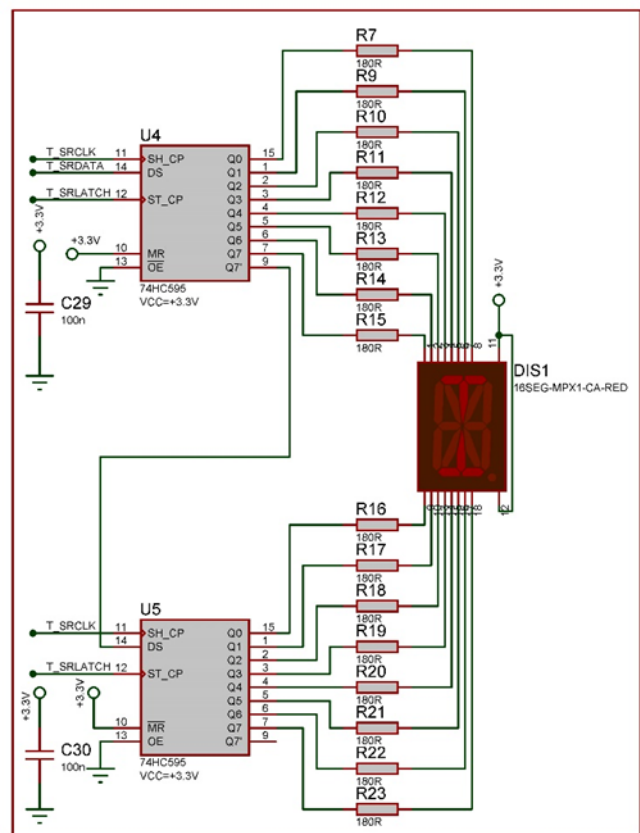 R7
180R
R9
180R
R10
180R
R11
180R
R12
180R
R13
180R
R14
180R
R15
180R
U4
T_SRCLK 11 SH_CP Q0 15
T_SRDATA 14 DS Q1 1
Q2 2
T_SRLATCH 12 ST_CP Q3 3
Q4 4
Q5 5
Q6 6
+3.3V 10 MR Q7 7
13 OE Q7' 9
74HC595
VCC=+3.3V
+3.3V
C29
100n
+3.3V
11
8
DIS1
16SEG-MPX1-CA-RED
12
18
R16
180R
R17
180R
R18
180R
R19
180R
R20
180R
R21
180R
R22
180R
R23
180R
U5
T_SRCLK 11 SH_CP Q0 15
14 DS Q1 1
Q2 2
T_SRLATCH 12 ST_CP Q3 3
Q4 4
Q5 5
Q6 6
10 MR Q7 7
13 OE Q7' 9
74HC595
VCC=+3.3V
+3.3V
+3.3V
C30
100n